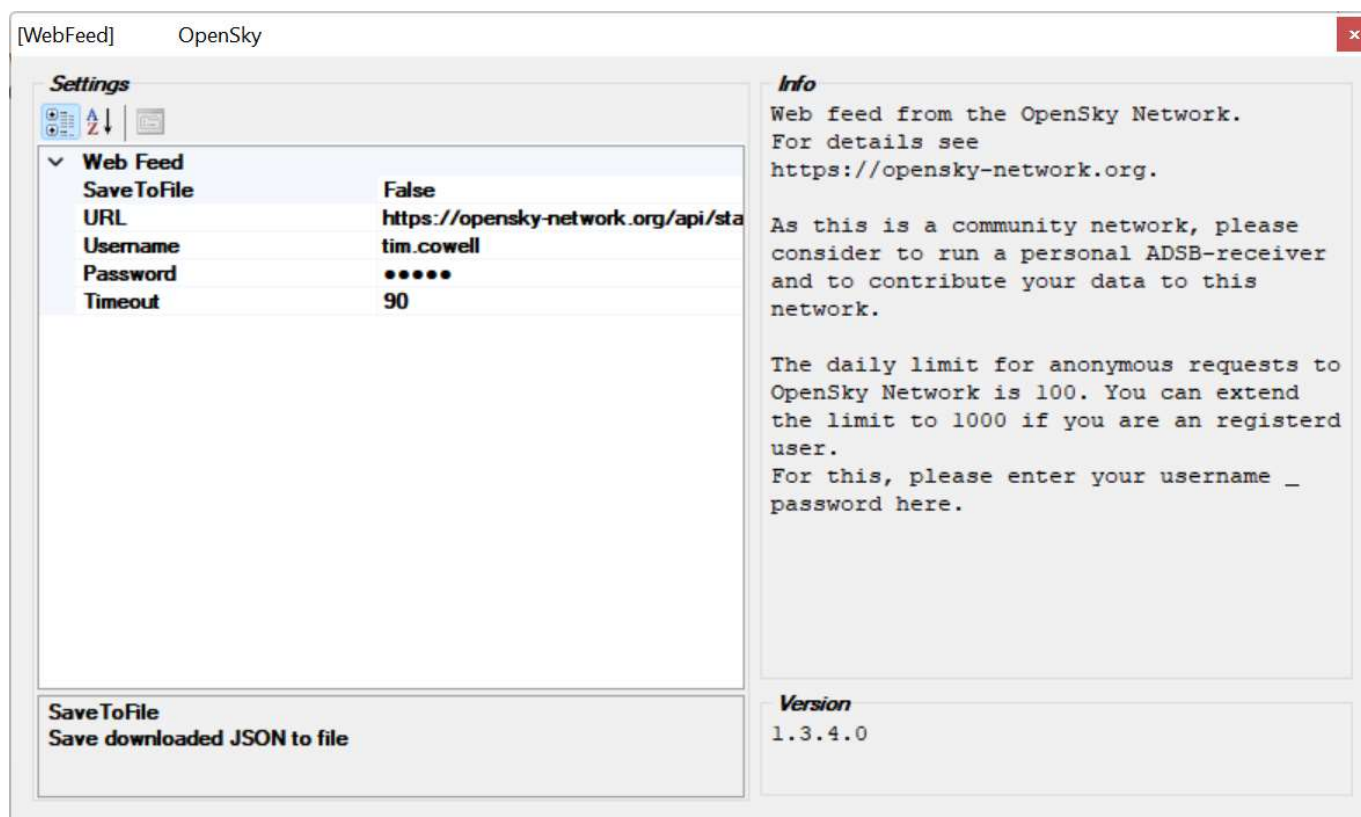 [WebFeed] OpenSky
Settings
Web Feed
SaveToFile False
URL https://opensky-network.org/api/sta
Username tim.cowell
Password ●●●●●
Timeout 90
SaveToFile
Save downloaded JSON to file
Info
Web feed from the OpenSky Network.
For details see
https://opensky-network.org.
As this is a community network, please
consider to run a personal ADSB-receiver
and to contribute your data to this
network.
The daily limit for anonymous requests to
OpenSky Network is 100. You can extend
the limit to 1000 if you are an registerd
user.
For this, please enter your username _
password here.
Version
1.3.4.0